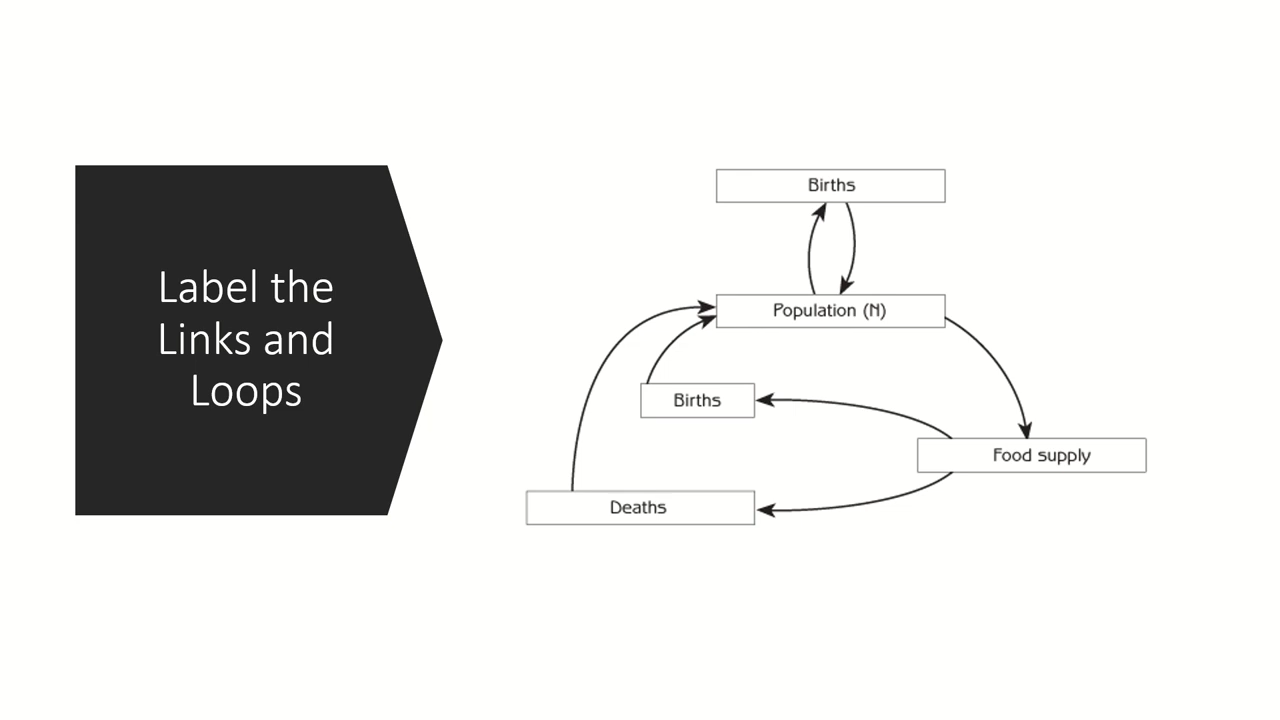 Label the
Links and
Loops
Births
Population (N)
Births
Food supply
Deaths